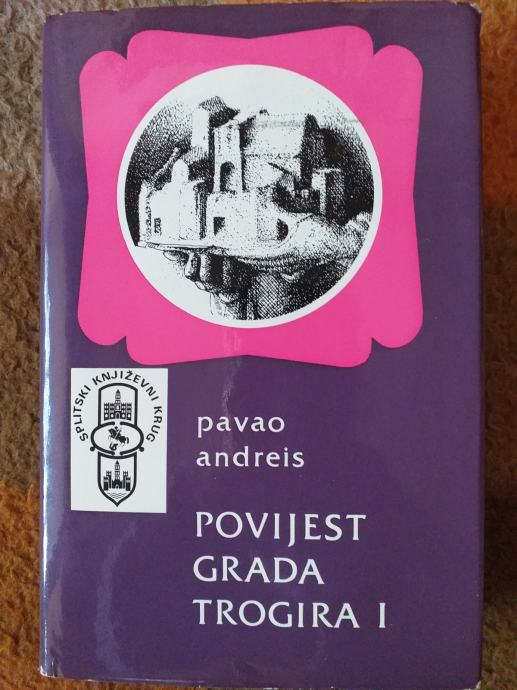 SPLITSKI KNJIŽEVNI KRUG
pavao
andreis
POVIJEST
GRADA
TROGIRA I